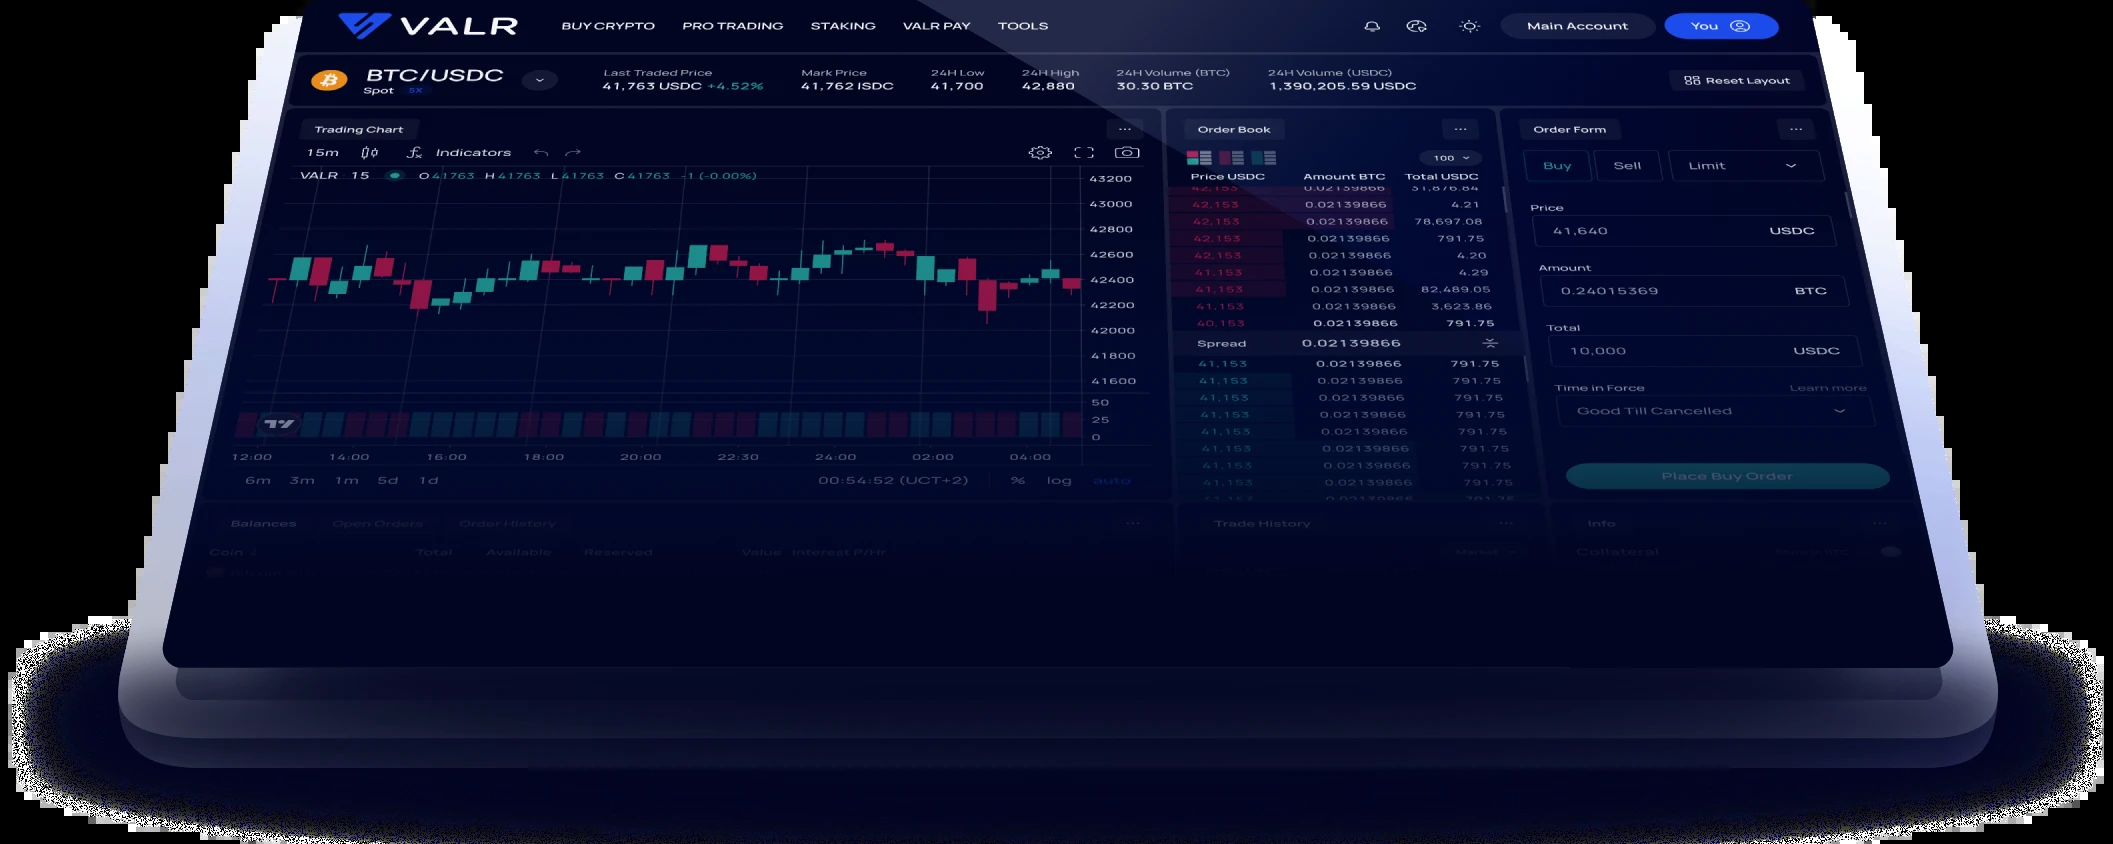 VALR BUY CRYPTO PRO TRADING STAKING VALR PAY TOOLS Main Account You
BTC/USDC
Spot 5X
Last Traded Price Mark Price 24H Low 24H High 24H Volume (BTC) 24H Volume (USDC)
41,763 USDC +4.52% 41,762 ISDC 41,700 42,880 30.30 BTC 1,390,205.59 USDC
Reset Layout
Trading Chart ...
15m fx Indicators
VALR 15 O 41763 H 41763 L 41763 C 41763 -1 (-0.00%)
43200
43000
42800
42600
42400
42200
42000
41800
41600
50
25
0
12:00 14:00 16:00 18:00 20:00 22:30 24:00 02:00 04:00
6m 3m 1m 5d 1d 00:54:52 (UCT+2) % log auto
Order Book ...
100
Price USDC Amount BTC Total USDC
42,153 0.02139866 31,876.84
42,153 0.02139866 4.21
42,153 0.02139866 78,697.08
42,153 0.02139866 791.75
42,153 0.02139866 4.20
41,153 0.02139866 4.29
41,153 0.02139866 82,489.05
41,153 0.02139866 3,623.86
40,153 0.02139866 791.75
Spread 0.02139866
41,153 0.02139866 791.75
41,153 0.02139866 791.75
41,153 0.02139866 791.75
41,153 0.02139866 791.75
41,153 0.02139866 791.75
41,153 0.02139866 791.75
41,153 0.02139866 791.75
41,153 0.02139866 791.75
Order Form ...
Buy Sell Limit
Price
41,640 USDC
Amount
0.24015369 BTC
Total
10,000 USDC
Time in Force Learn more
Good Till Cancelled
Place Buy Order
Balances Open Orders Order History ...
Coin Total Available Reserved Value Interest P/Hr
Trade History ...
Info ...
Collateral